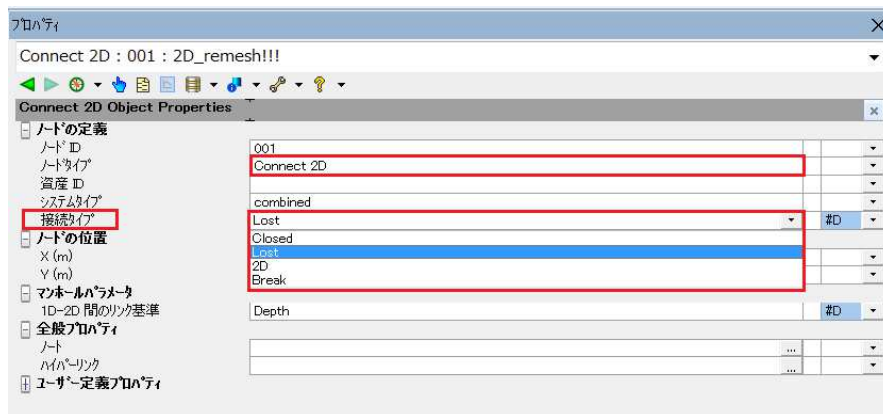 プロパティ
Connect 2D : 001 : 2D_remesh!!!
Connect 2D Object Properties
ノードの定義
ノード ID 001
ノードタイプ Connect 2D
資産 ID
システムタイプ combined
接続タイプ Lost #D
Closed
Lost
2D
Break
ノードの位置
X (m)
Y (m)
マンホールパラメータ
1D-2D 間のリンク基準 Depth #D
全般プロパティ
ノート ...
ハイパーリンク ...
ユーザー定義プロパティ